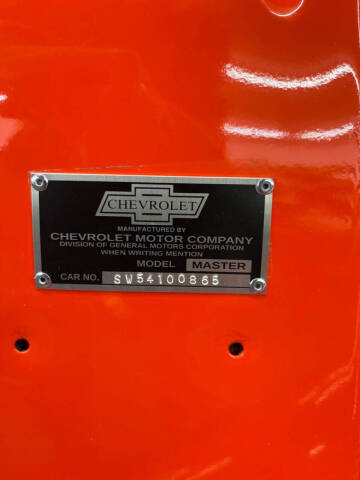 CHEVROLET
MANUFACTURED BY
CHEVROLET MOTOR COMPANY
DIVISION OF GENERAL MOTORS CORPORATION
WHEN WRITING MENTION
MODEL MASTER
CAR NO. SW54100865